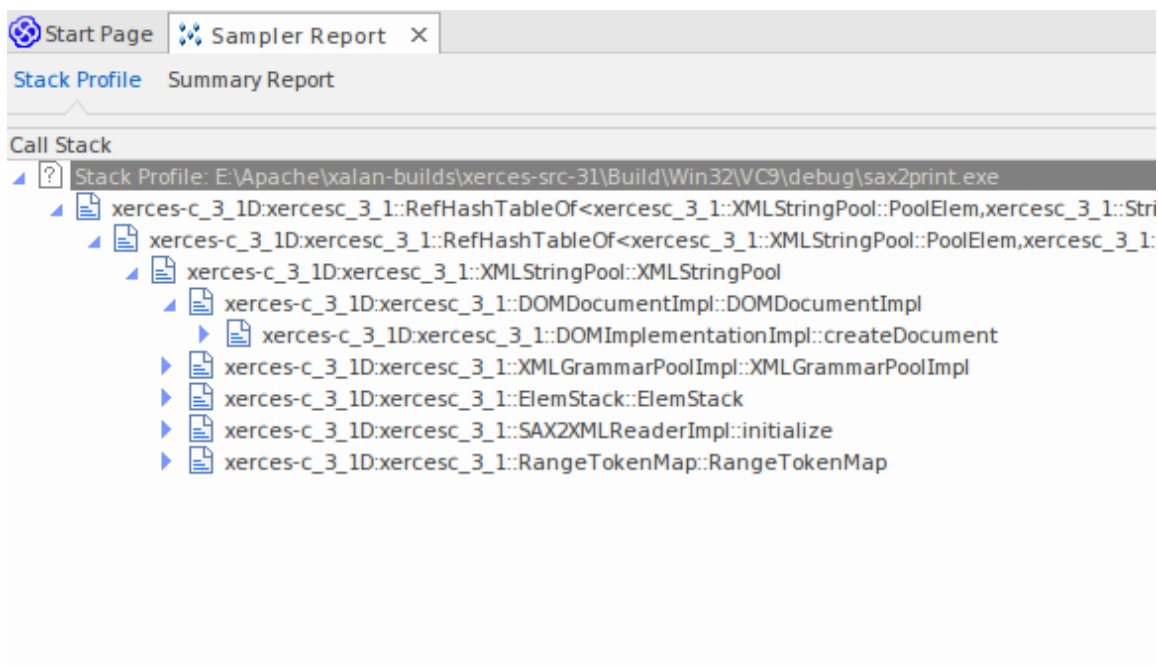 Start Page Sampler Report
Stack Profile Summary Report
Call Stack
Stack Profile: E:\Apache\xalan-builds\xerces-src-31\Build\Win32\VC9\debug\sax2print.exe
xerces-c_3_1D:xercesc_3_1::RefHashTableOf<xercesc_3_1::XMLStringPool::PoolElem,xercesc_3_1::Stri
xerces-c_3_1D:xercesc_3_1::RefHashTableOf<xercesc_3_1::XMLStringPool::PoolElem,xercesc_3_1:
xerces-c_3_1D:xercesc_3_1::XMLStringPool::XMLStringPool
xerces-c_3_1D:xercesc_3_1::DOMDocumentImpl::DOMDocumentImpl
xerces-c_3_1D:xercesc_3_1::DOMImplementationImpl::createDocument
xerces-c_3_1D:xercesc_3_1::XMLGrammarPoolImpl::XMLGrammarPoolImpl
xerces-c_3_1D:xercesc_3_1::ElemStack::ElemStack
xerces-c_3_1D:xercesc_3_1::SAX2XMLReaderImpl::initialize
xerces-c_3_1D:xercesc_3_1::RangeTokenMap::RangeTokenMap